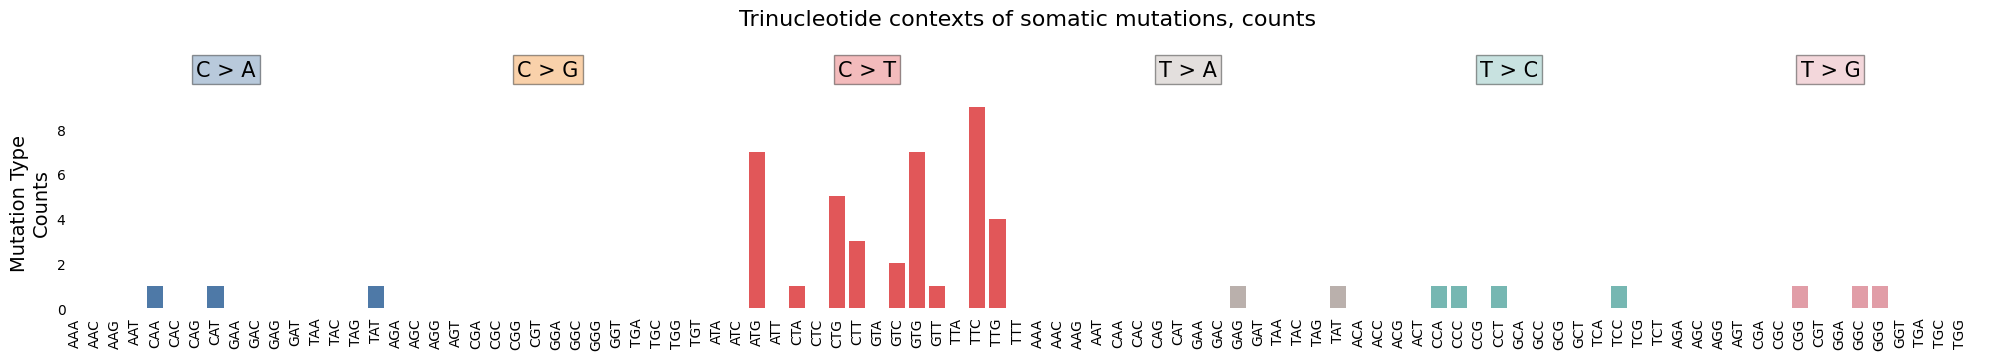 Trinucleotide contexts of somatic mutations, counts
C > A
C > G
C > T
T > A
T > C
T > G
Mutation Type
Counts
8
6
4
2
0
AAA
AAC
AAG
AAT
CAA
CAC
CAG
CAT
GAA
GAC
GAG
GAT
TAA
TAC
TAG
TAT
AGA
AGC
AGG
AGT
CGA
CGC
CGG
CGT
GGA
GGC
GGG
GGT
TGA
TGC
TGG
TGT
ATA
ATC
ATG
ATT
CTA
CTC
CTG
CTT
GTA
GTC
GTG
GTT
TTA
TTC
TTG
TTT
AAA
AAC
AAG
AAT
CAA
CAC
CAG
CAT
GAA
GAC
GAG
GAT
TAA
TAC
TAG
TAT
ACA
ACC
ACG
ACT
CCA
CCC
CCG
CCT
GCA
GCC
GCG
GCT
TCA
TCC
TCG
TCT
AGA
AGC
AGG
AGT
CGA
CGC
CGG
CGT
GGA
GGC
GGG
GGT
TGA
TGC
TGG